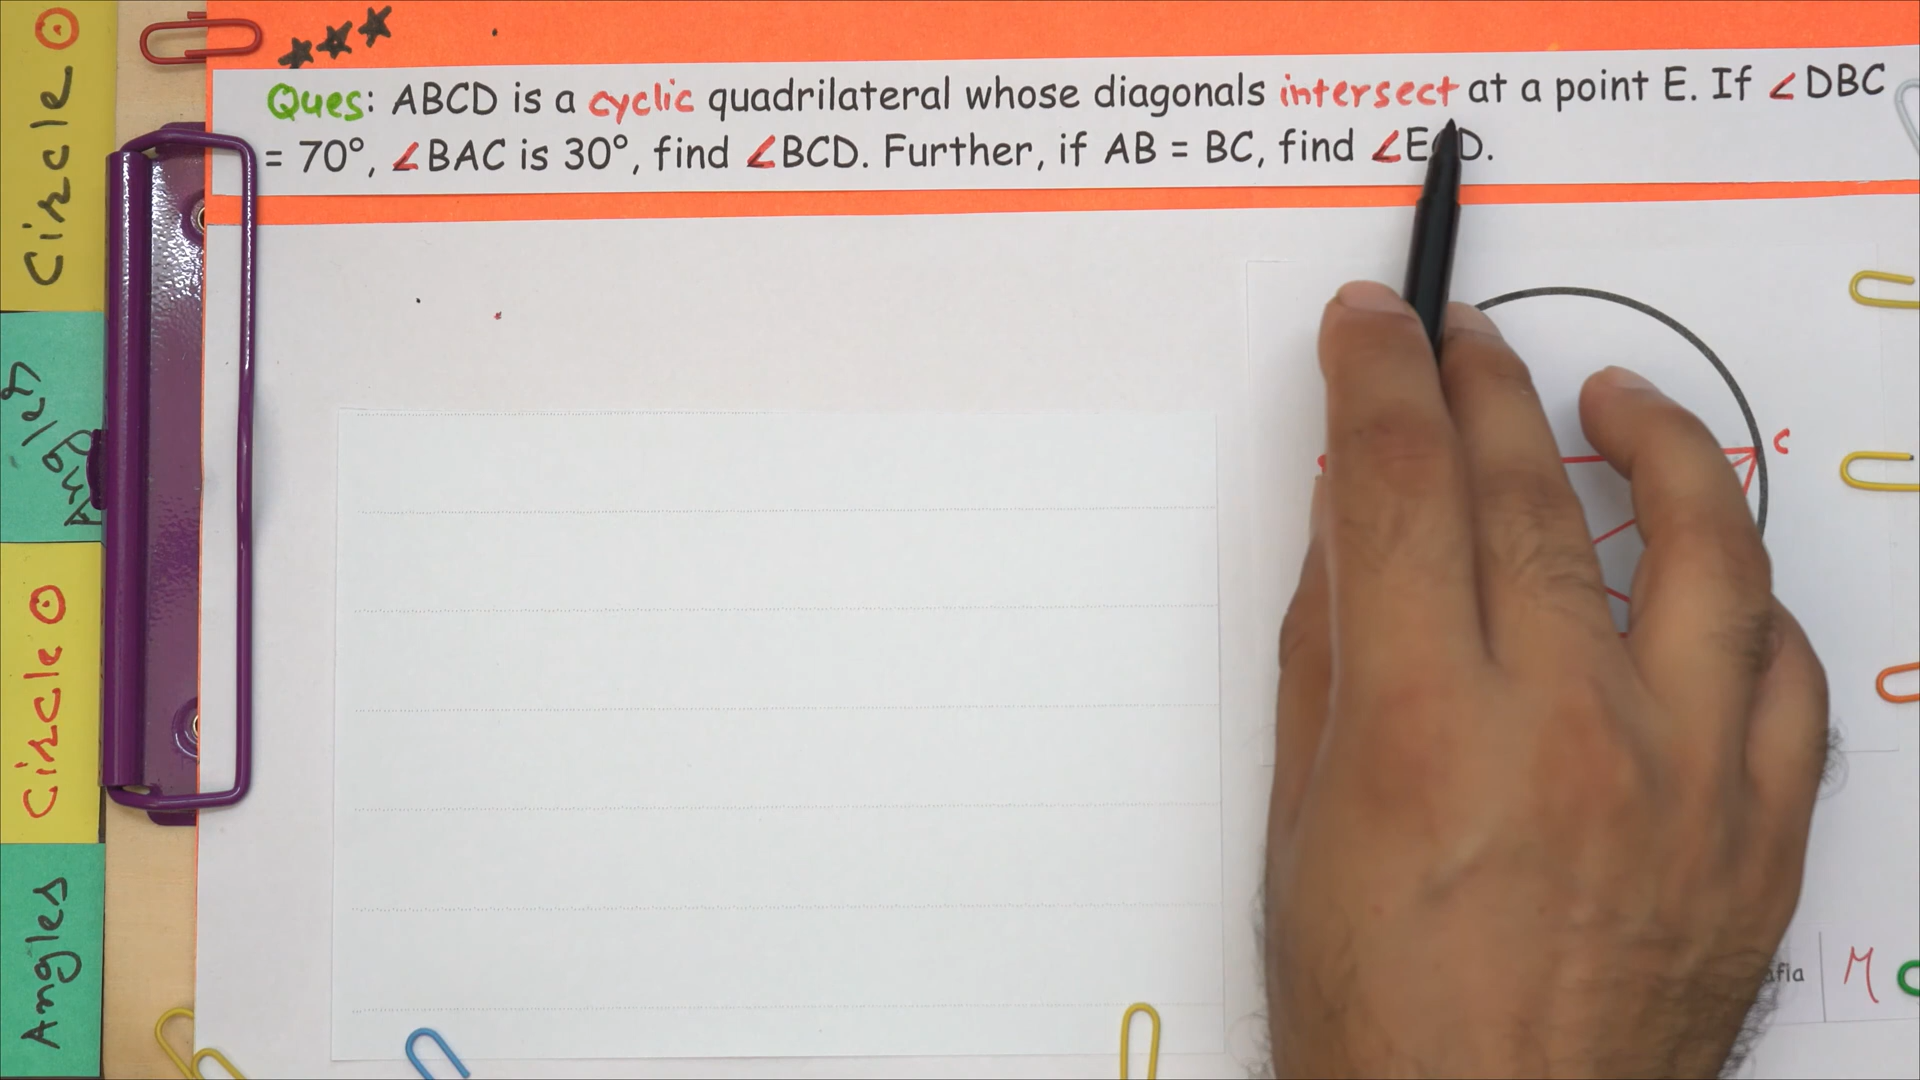 Circle
Angles
Circle
Angles
Ques: ABCD is a cyclic quadrilateral whose diagonals intersect at a point E. If ∠DBC
= 70°, ∠BAC is 30°, find ∠BCD. Further, if AB = BC, find ∠ECD.
C
M